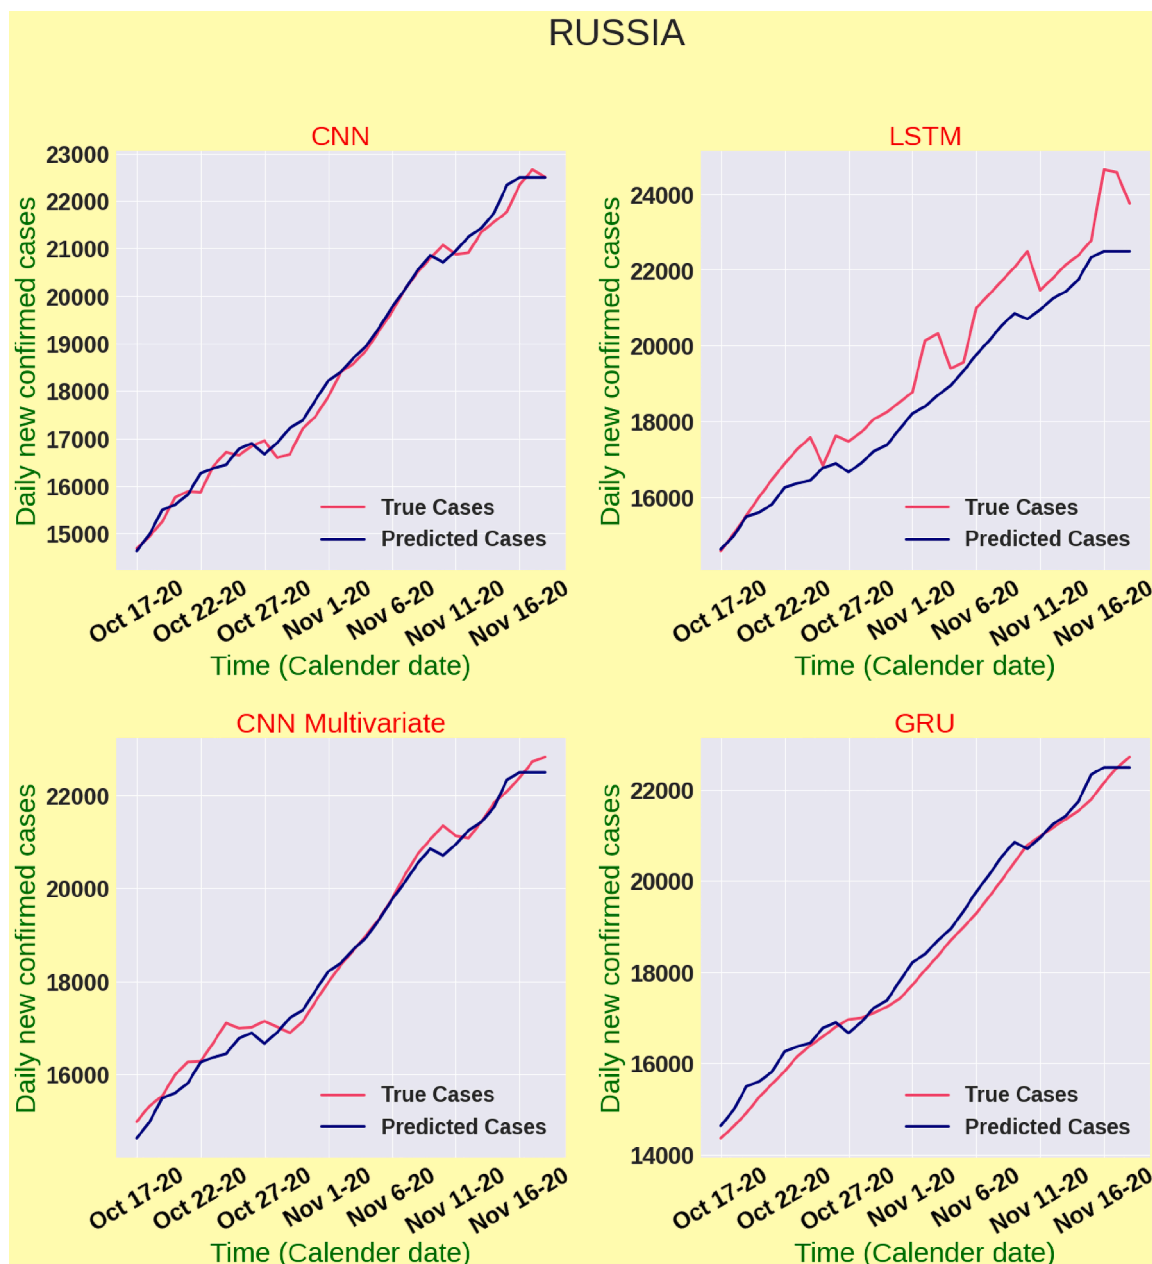 RUSSIA
CNN
Daily new confirmed cases
23000
22000
21000
20000
19000
18000
17000
16000
15000
True Cases
Predicted Cases
Oct 17-20
Oct 22-20
Oct 27-20
Nov 1-20
Nov 6-20
Nov 11-20
Nov 16-20
Time (Calender date)
LSTM
Daily new confirmed cases
24000
22000
20000
18000
16000
True Cases
Predicted Cases
Oct 17-20
Oct 22-20
Oct 27-20
Nov 1-20
Nov 6-20
Nov 11-20
Nov 16-20
Time (Calender date)
CNN Multivariate
Daily new confirmed cases
22000
20000
18000
16000
True Cases
Predicted Cases
Oct 17-20
Oct 22-20
Oct 27-20
Nov 1-20
Nov 6-20
Nov 11-20
Nov 16-20
Time (Calender date)
GRU
Daily new confirmed cases
22000
20000
18000
16000
14000
True Cases
Predicted Cases
Oct 17-20
Oct 22-20
Oct 27-20
Nov 1-20
Nov 6-20
Nov 11-20
Nov 16-20
Time (Calender date)